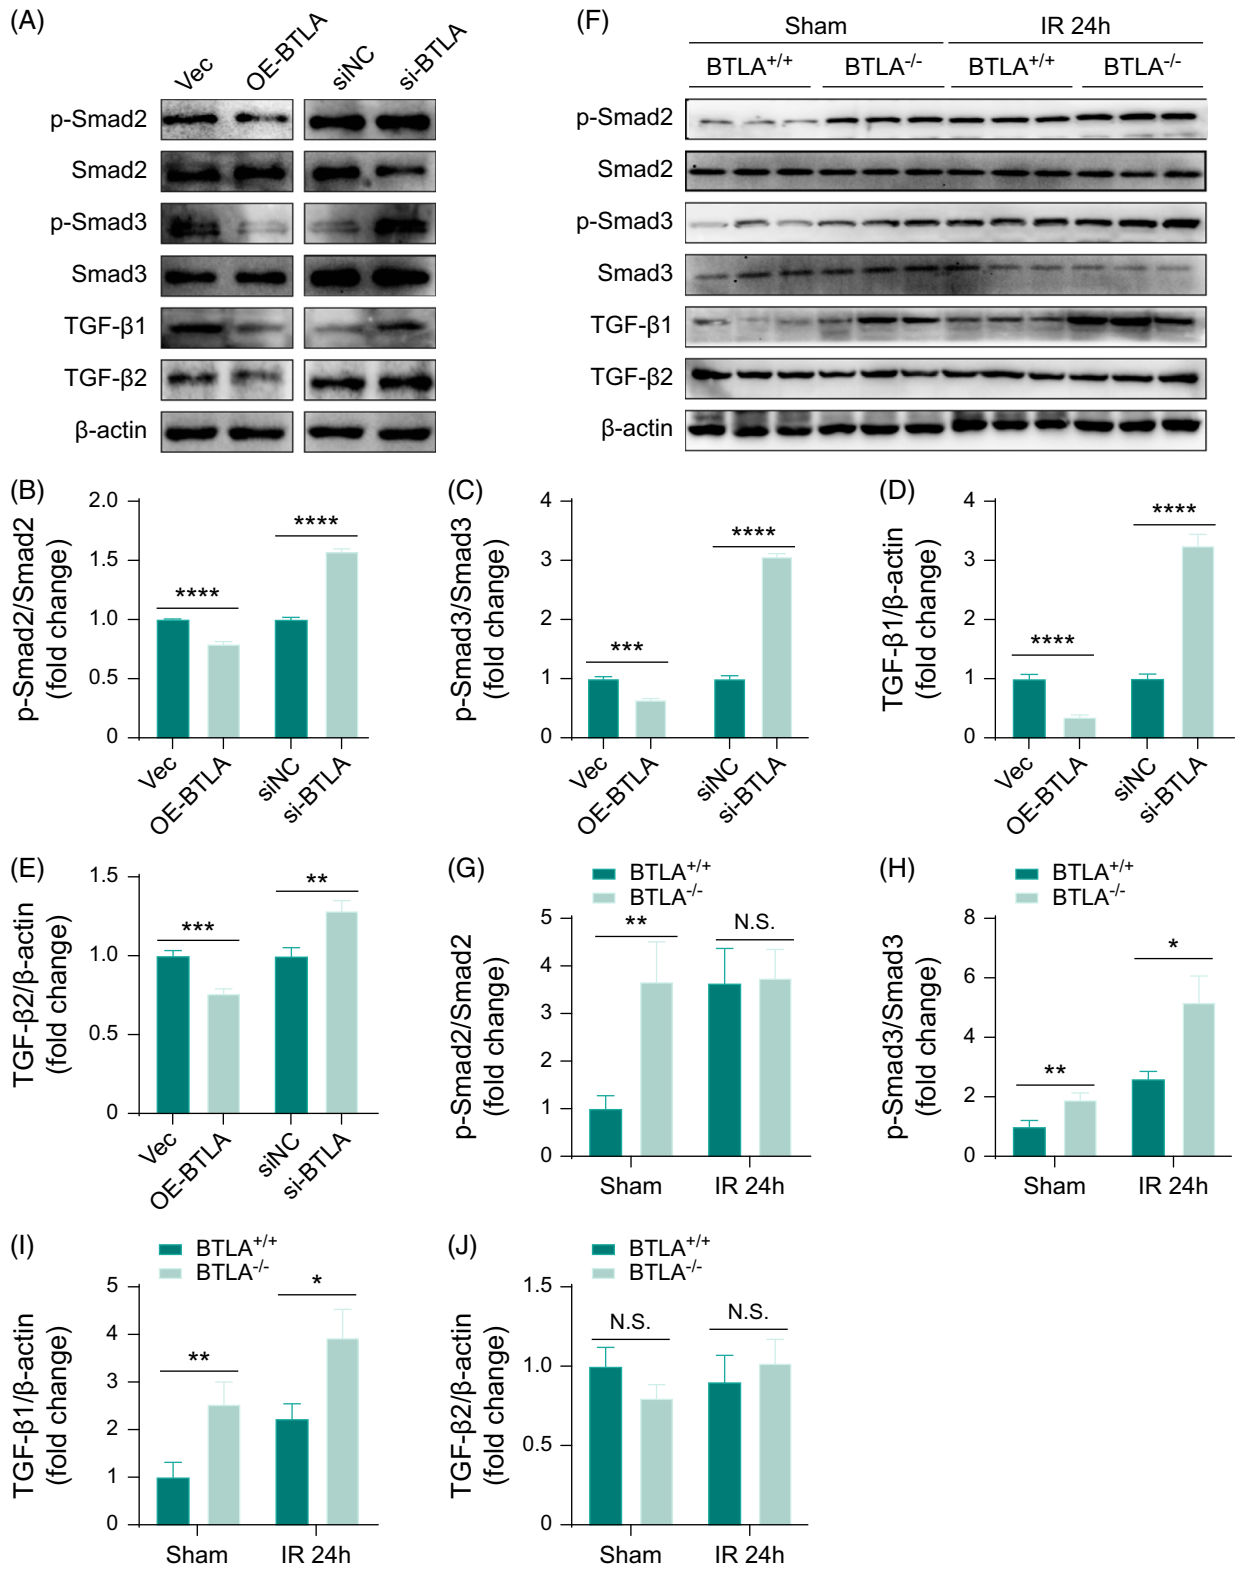 (A)
Vec OE-BTLA siNC si-BTLA
p-Smad2
Smad2
p-Smad3
Smad3
TGF-β1
TGF-β2
β-actin
(F)
Sham IR 24h
BTLA+/+ BTLA-/- BTLA+/+ BTLA-/-
p-Smad2
Smad2
p-Smad3
Smad3
TGF-β1
TGF-β2
β-actin
(B)
p-Smad2/Smad2
(fold change)
2.0
1.5
1.0
0.5
0
****
****
Vec OE-BTLA siNC si-BTLA
(C)
p-Smad3/Smad3
(fold change)
4
3
2
1
0
***
****
Vec OE-BTLA siNC si-BTLA
(D)
TGF-β1/β-actin
(fold change)
4
3
2
1
0
****
****
Vec OE-BTLA siNC si-BTLA
(E)
TGF-β2/β-actin
(fold change)
1.5
1.0
0.5
0
***
**
Vec OE-BTLA siNC si-BTLA
(G)
BTLA+/+
BTLA-/-
p-Smad2/Smad2
(fold change)
5
4
3
2
1
0
**
N.S.
Sham IR 24h
(H)
BTLA+/+
BTLA-/-
p-Smad3/Smad3
(fold change)
8
6
4
2
0
**
*
Sham IR 24h
(I)
BTLA+/+
BTLA-/-
TGF-β1/β-actin
(fold change)
5
4
3
2
1
0
**
*
Sham IR 24h
(J)
BTLA+/+
BTLA-/-
TGF-β2/β-actin
(fold change)
1.5
1.0
0.5
0
N.S.
N.S.
Sham IR 24h